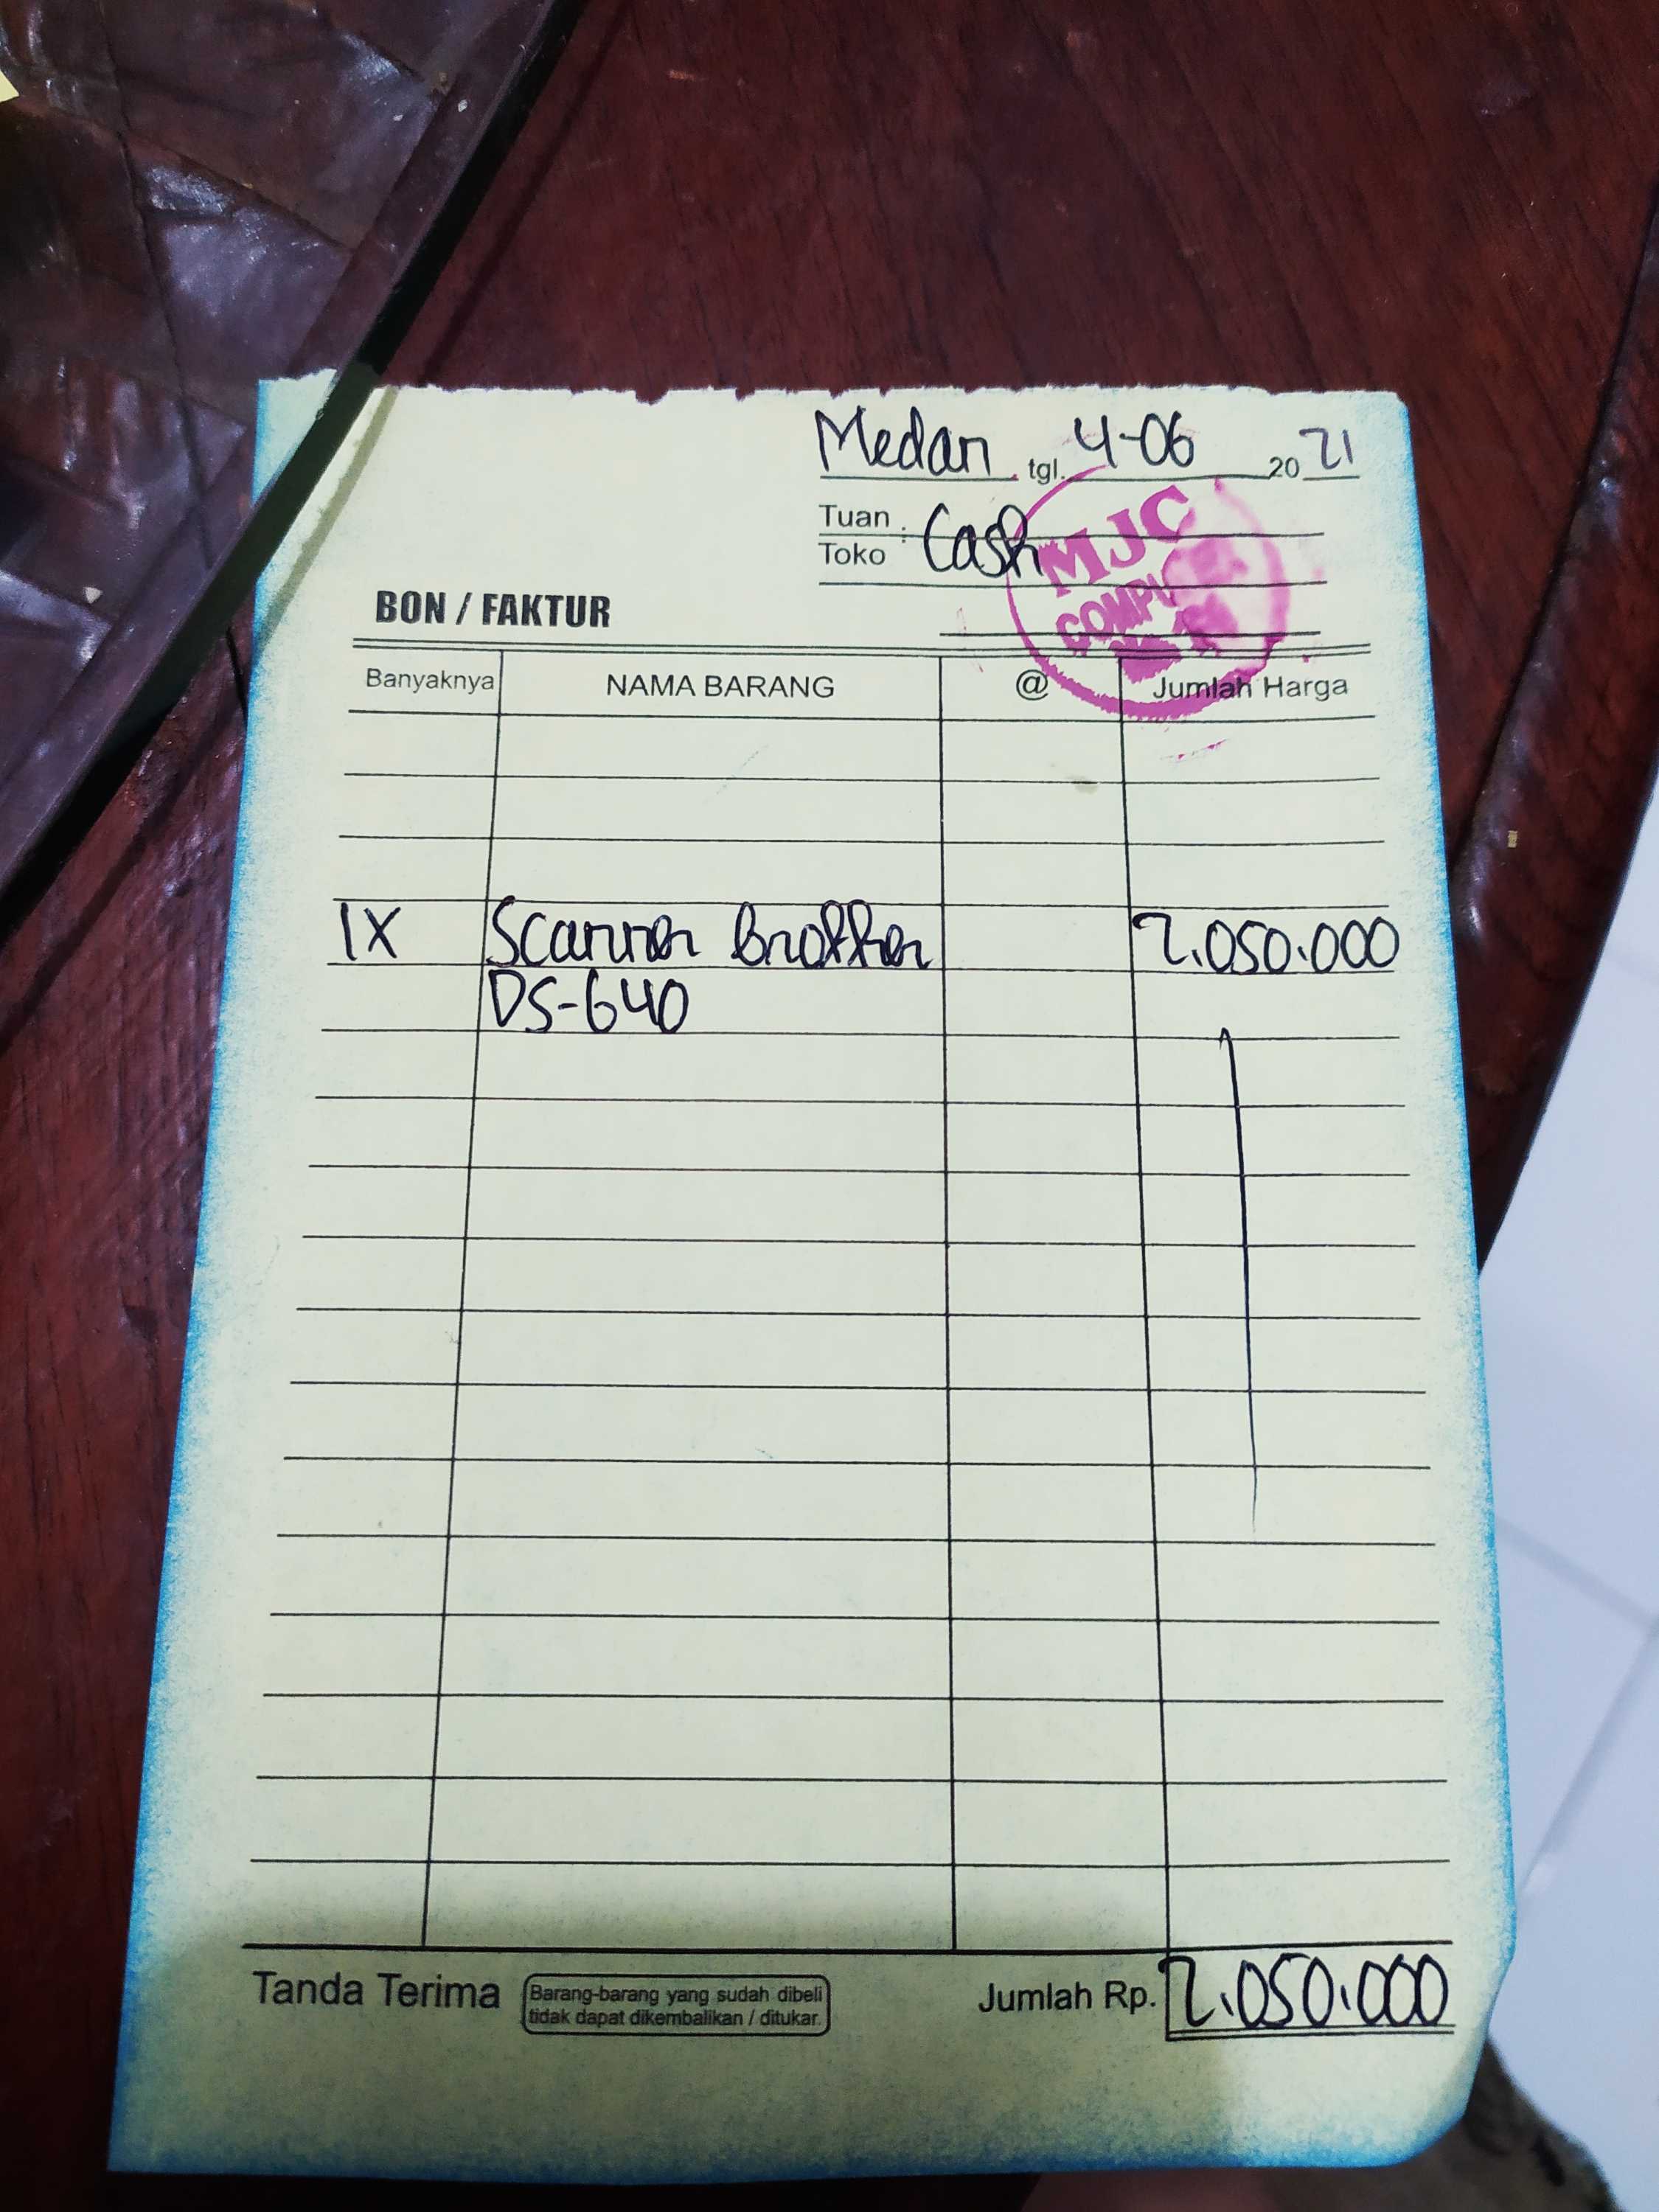 Medan tgl. 4-06 2021
Tuan
Toko : Cash
MJC
BON / FAKTUR
Banyaknya NAMA BARANG @ Jumlah Harga
1X Scanner Brother 2.050.000
DS-640
Tanda Terima Barang-barang yang sudah dibeli
tidak dapat dikembalikan / ditukar.
Jumlah Rp. 2.050.000